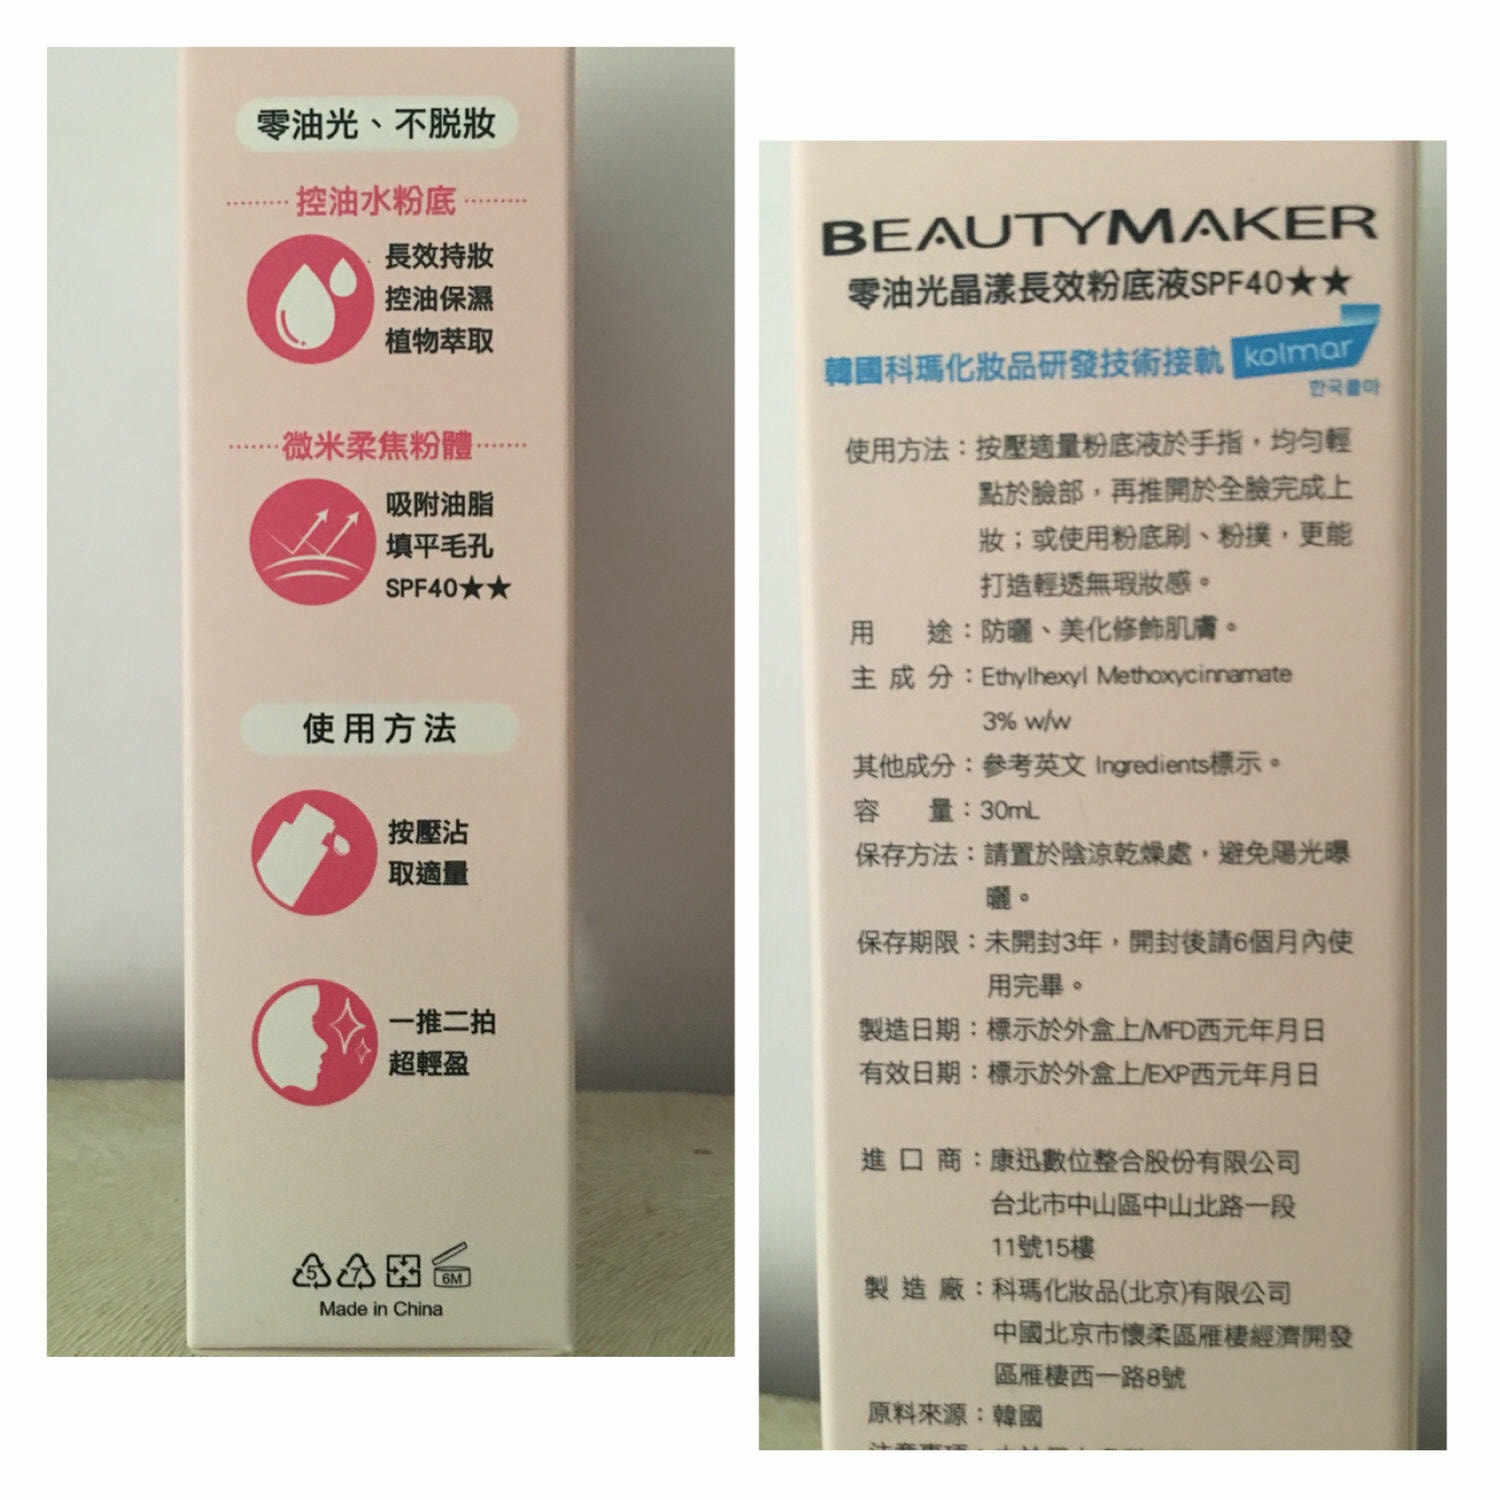 零油光、不脱妝
控油水粉底
長效持妝
控油保濕
植物萃取
微米柔焦粉體
吸附油脂
填平毛孔
SPF40★★
使用方法
按壓沾
取適量
一推二拍
超輕盈
5 7 6M
Made in China
BEAUTYMAKER
零油光晶漾長效粉底液SPF40★★
韓國科瑪化妝品研發技術接軌 kolmar
한국콜마
使用方法：按壓適量粉底液於手指，均勻輕
點於臉部，再推開於全臉完成上
妝；或使用粉底刷、粉撲，更能
打造輕透無瑕妝感。
用　　途：防曬、美化修飾肌膚。
主 成 分：Ethylhexyl Methoxycinnamate
3% w/w
其他成分：參考英文 Ingredients標示。
容　　量：30mL
保存方法：請置於陰涼乾燥處，避免陽光曝
曬。
保存期限：未開封3年，開封後請6個月內使
用完畢。
製造日期：標示於外盒上/MFD西元年月日
有效日期：標示於外盒上/EXP西元年月日
進 口 商：康迅數位整合股份有限公司
台北市中山區中山北路一段
11號15樓
製 造 廠：科瑪化妝品(北京)有限公司
中國北京市懷柔區雁棲經濟開發
區雁棲西一路8號
原料來源：韓國